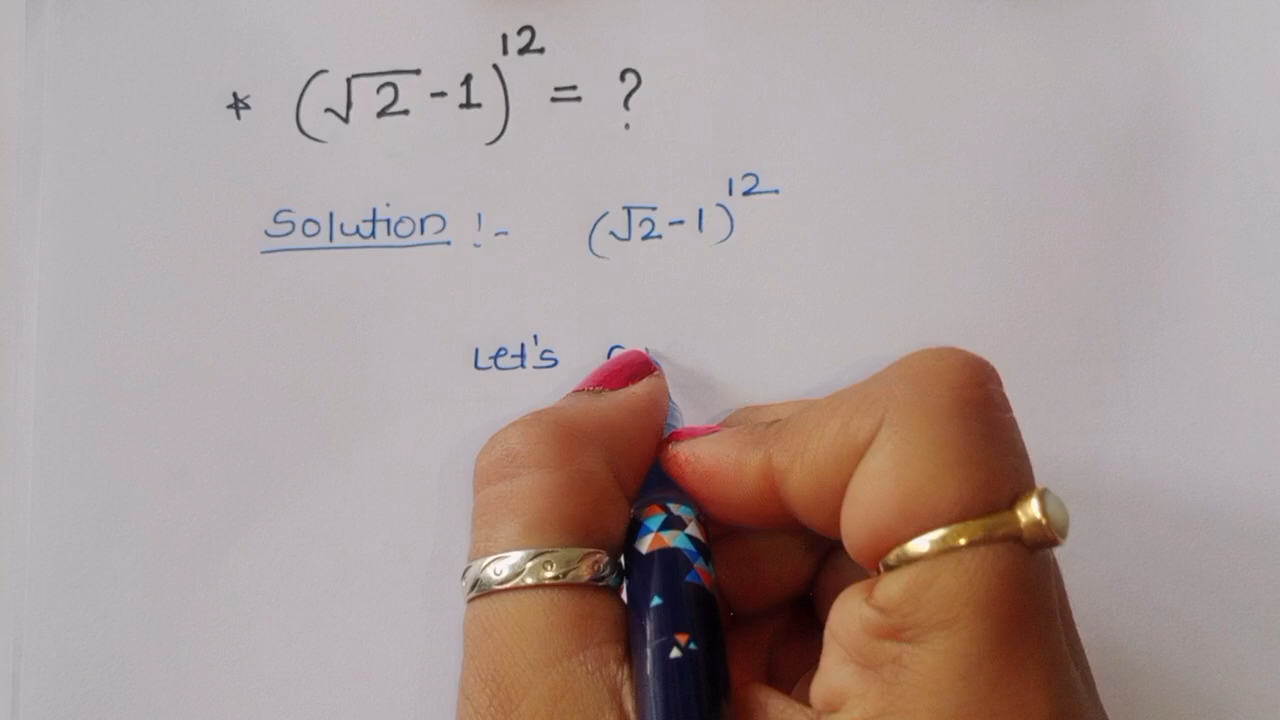 * (√2-1)^12 = ?
Solution !- (√2-1)^12
Let's